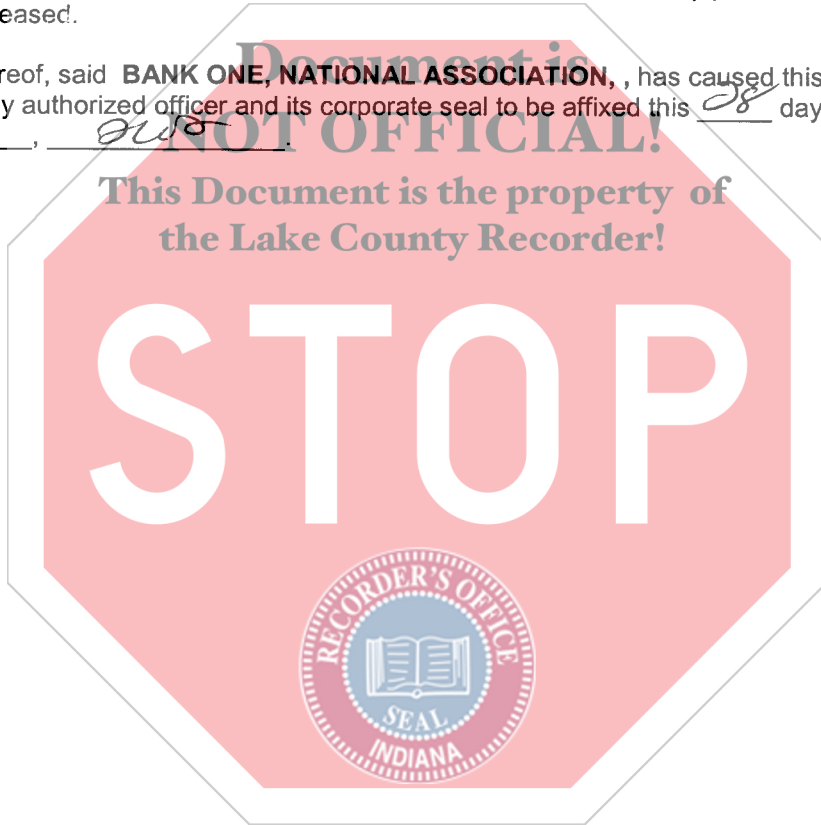 eased.
Document is
reof, said BANK ONE, NATIONAL ASSOCIATION, , has caused this
y authorized officer and its corporate seal to be affixed this 08 day
,
NOT OFFICIAL!
This Document is the property of
the Lake County Recorder!
STOP
RECORDER'S OFFICE
SEAL
INDIANA